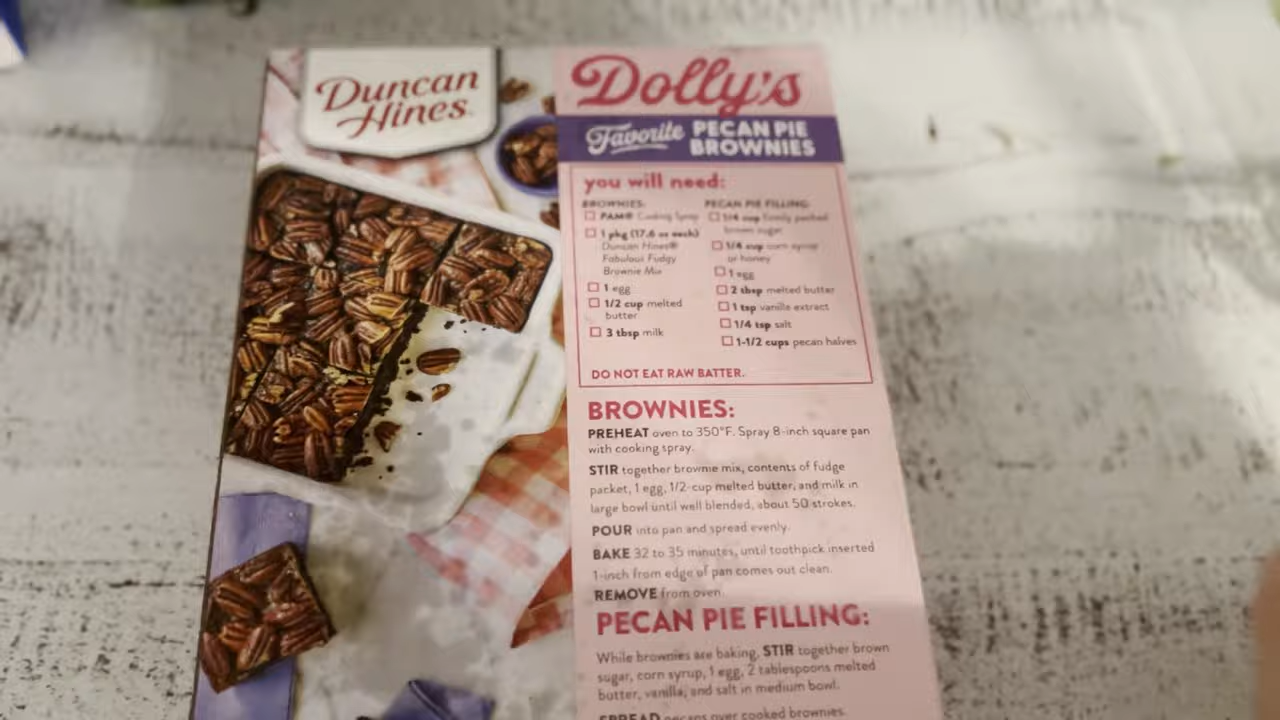 Duncan
Hines
Dolly's
Favorite PECAN PIE
BROWNIES
you will need:
BROWNIES:
☐ PAM® Cooking Spray
☐ 1 pkg (17.6 oz each)
Duncan Hines®
Fabulous Fudgy
Brownie Mix
☐ 1 egg
☐ 1/2 cup melted
butter
☐ 3 tbsp milk
PECAN PIE FILLING:
☐ 1/4 cup firmly packed
brown sugar
☐ 1/4 cup corn syrup
or honey
☐ 1 egg
☐ 2 tbsp melted butter
☐ 1 tsp vanilla extract
☐ 1/4 tsp salt
☐ 1-1/2 cups pecan halves
DO NOT EAT RAW BATTER.
BROWNIES:
PREHEAT oven to 350°F. Spray 8-inch square pan
with cooking spray.
STIR together brownie mix, contents of fudge
packet, 1 egg, 1/2-cup melted butter, and milk in
large bowl until well blended, about 50 strokes.
POUR into pan and spread evenly.
BAKE 32 to 35 minutes, until toothpick inserted
1-inch from edge of pan comes out clean.
REMOVE from oven.
PECAN PIE FILLING:
While brownies are baking, STIR together brown
sugar, corn syrup, 1 egg, 2 tablespoons melted
butter, vanilla, and salt in medium bowl.
SPREAD pecans over cooked brownies.